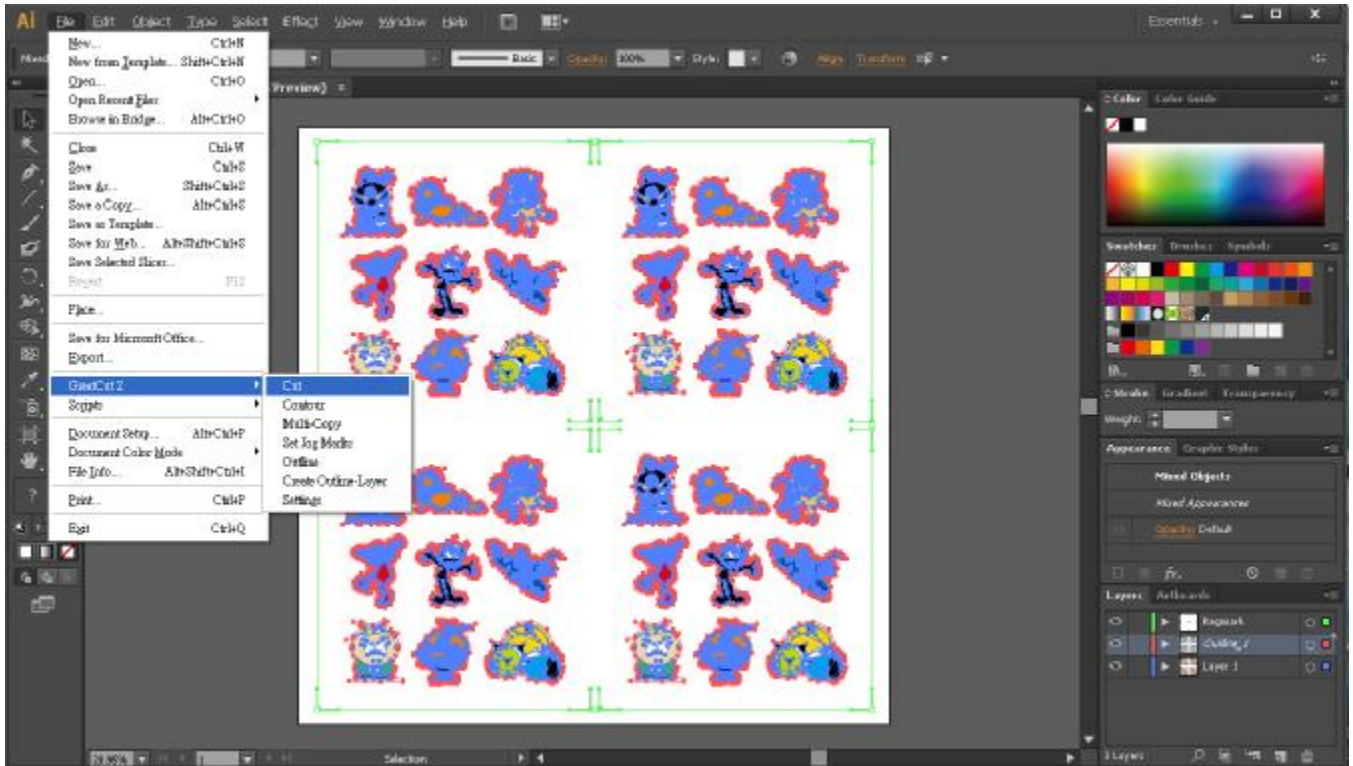 Ai File Edit Object Type Select Effect View Window Help Essentials
Basic Opacity: 100% Style: Align Transform
Preview) ×
New... Ctrl+N
New from Template... Shift+Ctrl+N
Open... Ctrl+O
Open Recent Files
Browse in Bridge... Alt+Ctrl+O
Close Ctrl+W
Save Ctrl+S
Save As... Shift+Ctrl+S
Save a Copy... Alt+Ctrl+S
Save as Template...
Save for Web... Alt+Shift+Ctrl+S
Save Selected Slices...
Revert F12
Place...
Save for Microsoft Office...
Export...
GreatCut 2
Scripts
Document Setup... Alt+Ctrl+P
Document Color Mode
File Info... Alt+Shift+Ctrl+I
Print... Ctrl+P
Exit Ctrl+Q
Cut
Contour
Multi-Copy
Set Jog Marks
Outline
Create Outline-Layer
Settings
Color Color Guide
Swatches Brushes Symbols
Stroke Gradient Transparency
Weight:
Appearance Graphic Styles
Mixed Objects
Mixed Appearances
Opacity: Default
fx.
Layers Artboards
Regmark
Layer 1
3 Layers
Selection